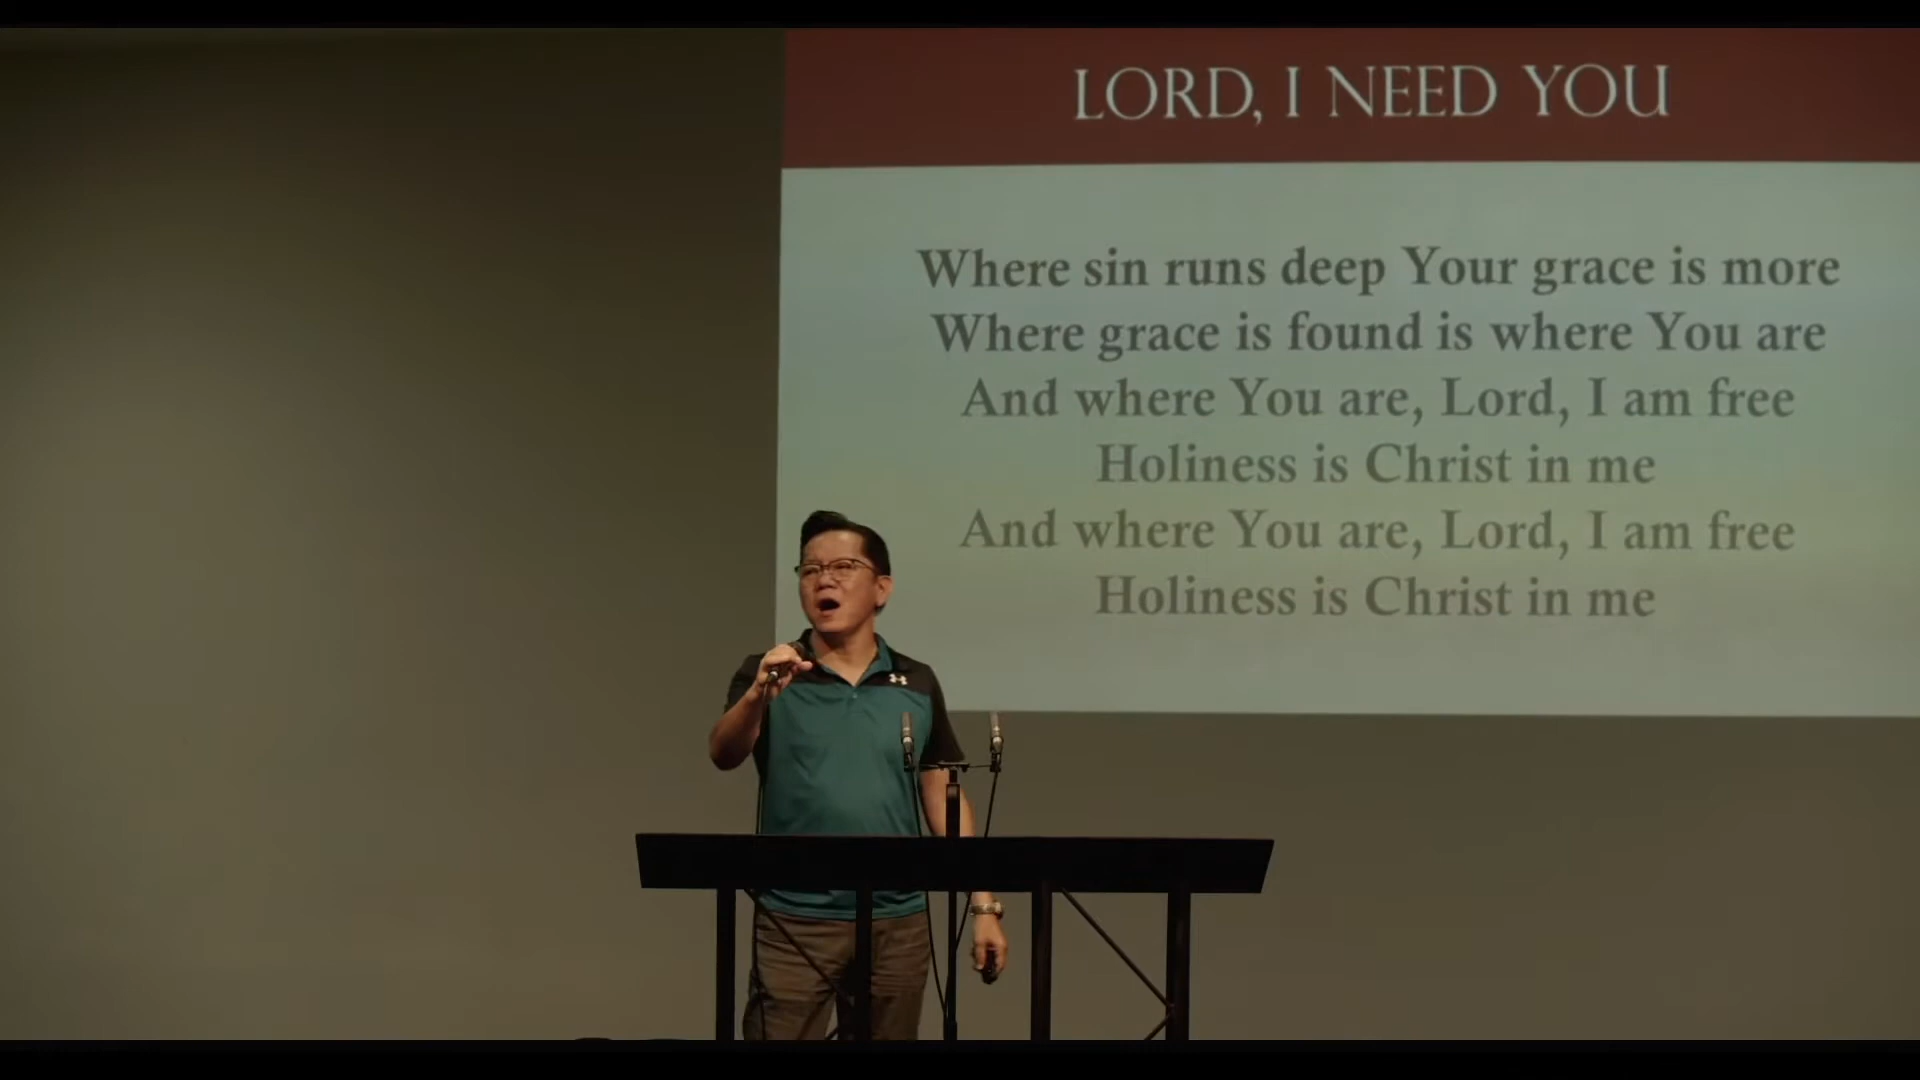 LORD, I NEED YOU
Where sin runs deep Your grace is more
Where grace is found is where You are
And where You are, Lord, I am free
Holiness is Christ in me
And where You are, Lord, I am free
Holiness is Christ in me